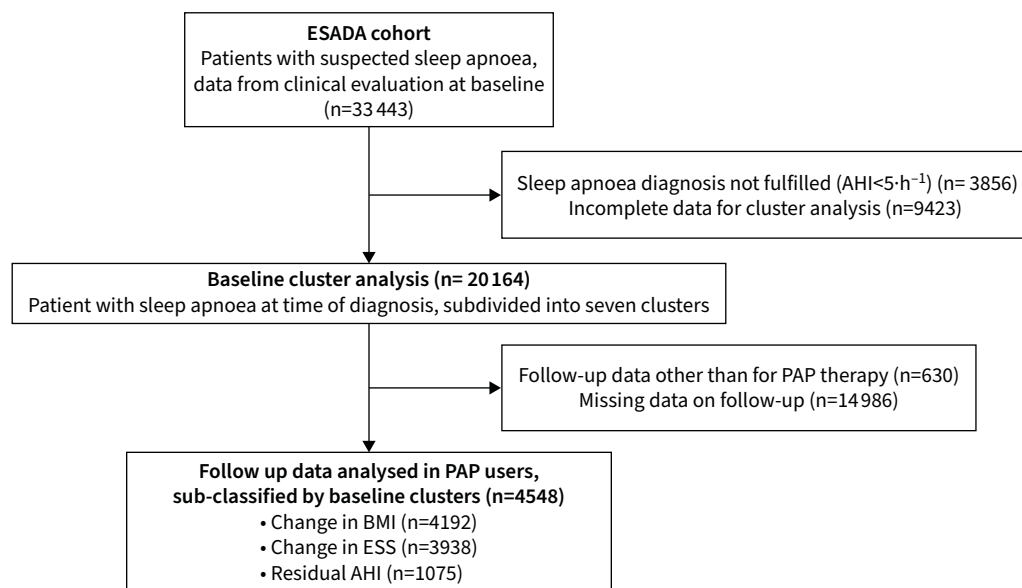 ESADA cohort
Patients with suspected sleep apnoea,
data from clinical evaluation at baseline
(n=33 443)
Sleep apnoea diagnosis not fulfilled (AHI<5·h⁻¹) (n= 3856)
Incomplete data for cluster analysis (n=9423)
Baseline cluster analysis (n= 20 164)
Patient with sleep apnoea at time of diagnosis, subdivided into seven clusters
Follow-up data other than for PAP therapy (n=630)
Missing data on follow-up (n=14 986)
Follow up data analysed in PAP users,
sub-classified by baseline clusters (n=4548)
• Change in BMI (n=4192)
• Change in ESS (n=3938)
• Residual AHI (n=1075)